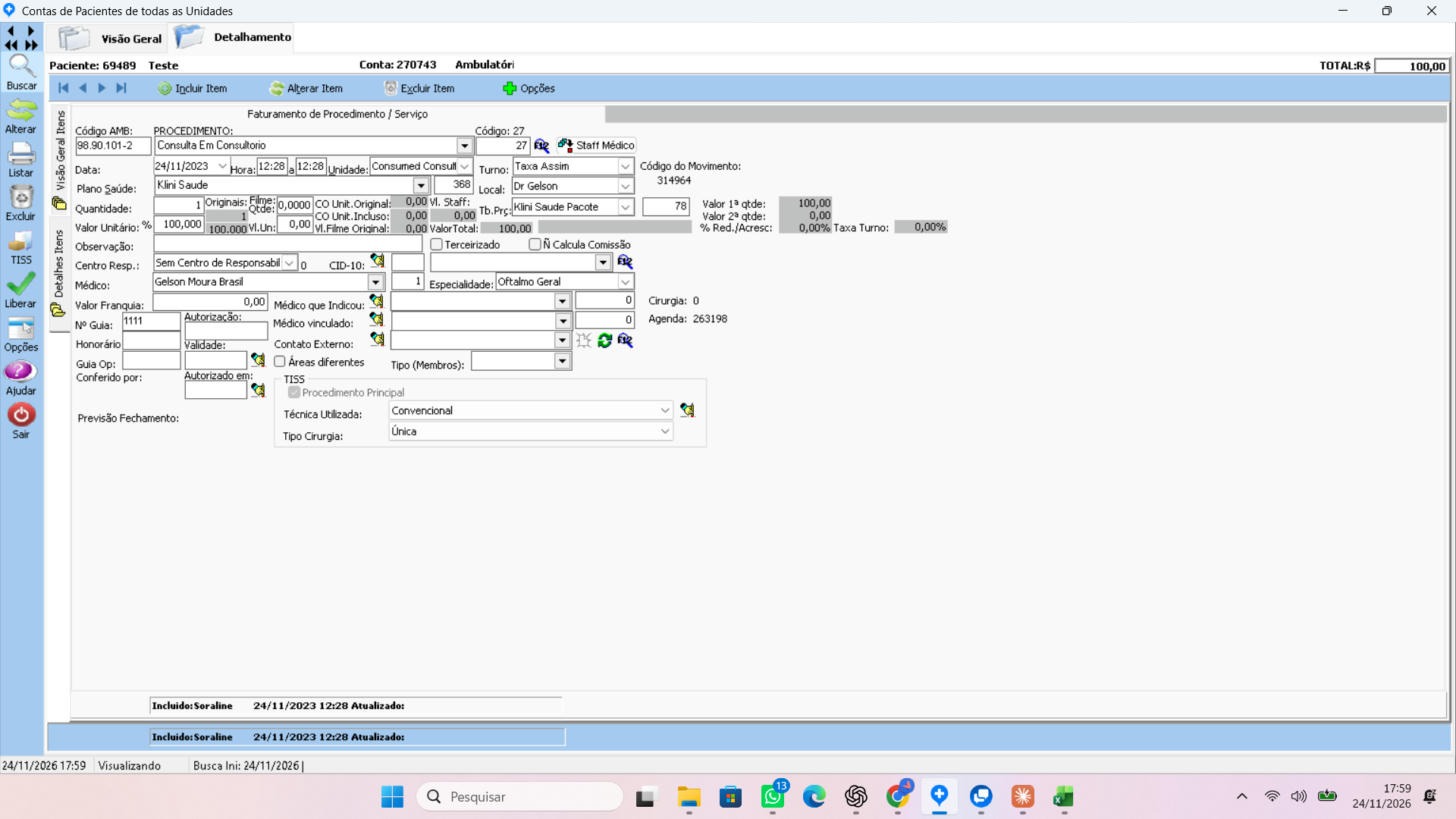 Contas de Pacientes de todas as Unidades
Visão Geral Detalhamento
Paciente: 69489 Teste Conta: 270743 Ambulatóri TOTAL:R$ 100,00
Buscar
Incluir Item Alterar Item Excluir Item Opções
Alterar
Listar
Excluir
TISS
Liberar
Opções
Ajudar
Sair
Visão Geral Itens
Detalhes Itens
Faturamento de Procedimento / Serviço
Código AMB: PROCEDIMENTO: Código: 27
98.90.101-2 Consulta Em Consultorio 27 Staff Médico
Data: 24/11/2023 Hora: 12:28 a 12:28 Unidade: Consumed Consult Turno: Taxa Assim Código do Movimento:
314964
Plano Saúde: Klini Saude 368 Local: Dr Gelson
Quantidade: 1 Originais: Filme: Qtde: 0,0000 CO Unit.Original: 0,00 Vl. Staff: Tb.Prç: Klini Saude Pacote 78 Valor 1ª qtde: 100,00
1 CO Unit.Incluso: 0,00 0,00 Valor 2ª qtde: 0,00
Valor Unitário: % 100,000 100.000 Vl.Un: 0,00 Vl.Filme Original: 0,00 ValorTotal: 100,00 % Red./Acresc: 0,00% Taxa Turno: 0,00%
Observação: Terceirizado Ñ Calcula Comissão
Centro Resp.: Sem Centro de Responsabil 0 CID-10:
Médico: Gelson Moura Brasil 1 Especialidade: Oftalmo Geral
Valor Franquia: 0,00 Médico que Indicou: 0 Cirurgia: 0
Nº Guia: 1111 Autorização: Médico vinculado: 0 Agenda: 263198
Honorário Validade: Contato Externo:
Guia Op: Áreas diferentes Tipo (Membros):
Conferido por: Autorizado em: TISS
Procedimento Principal
Previsão Fechamento: Técnica Utilizada: Convencional
Tipo Cirurgia: Única
Incluido:Soraline 24/11/2023 12:28 Atualizado:
Incluido:Soraline 24/11/2023 12:28 Atualizado:
24/11/2026 17:59 Visualizando Busca Ini: 24/11/2026 |
Pesquisar 13 17:59
24/11/2026